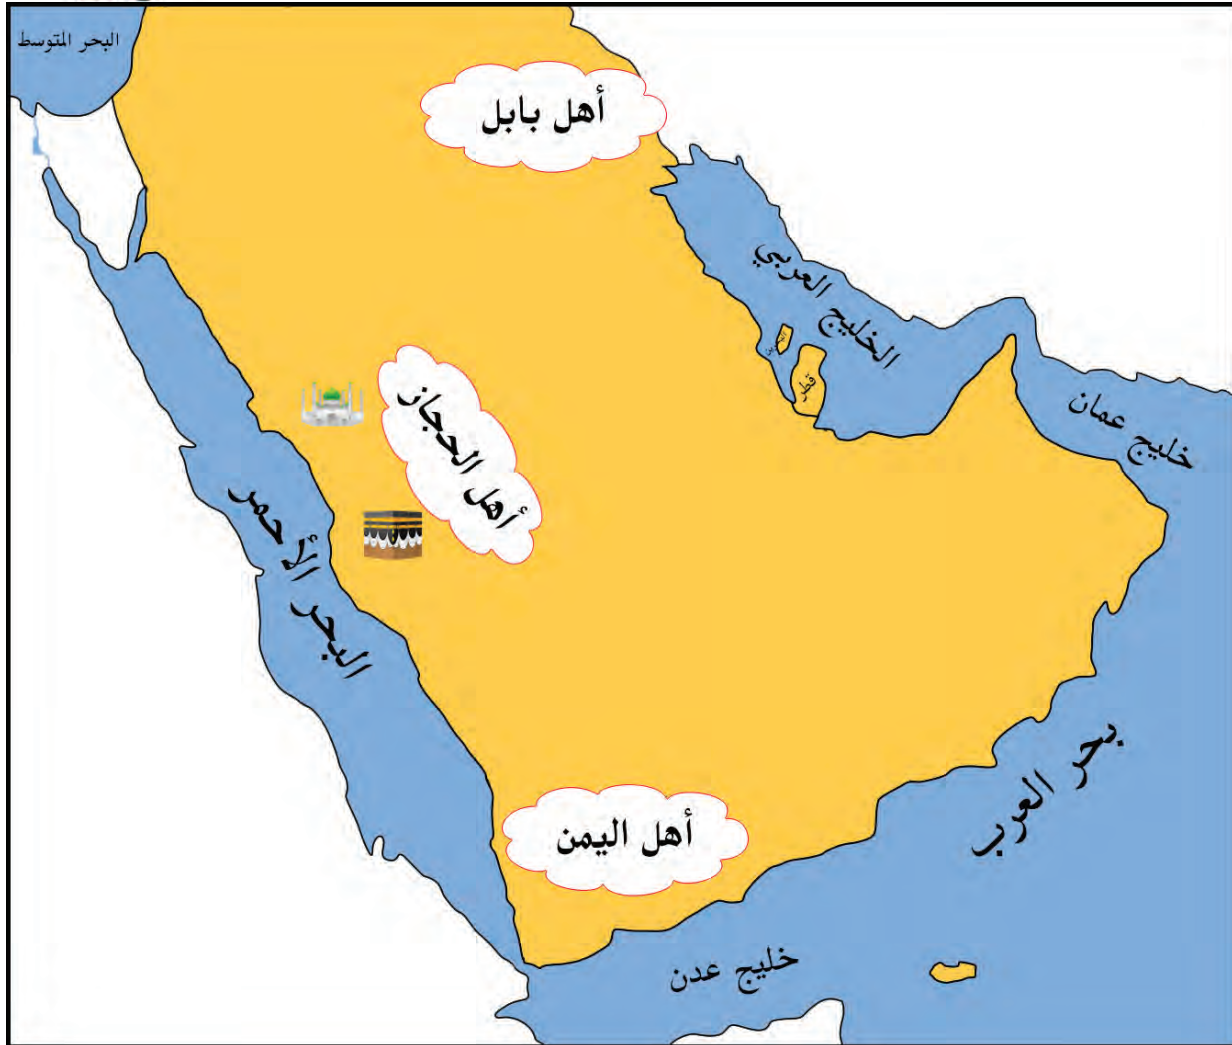 البحر المتوسط
أهل بابل
الخليج العربي
قطر
خليج عمان
أهل الحجاز
البحر الأحمر
بحر العرب
أهل اليمن
خليج عدن